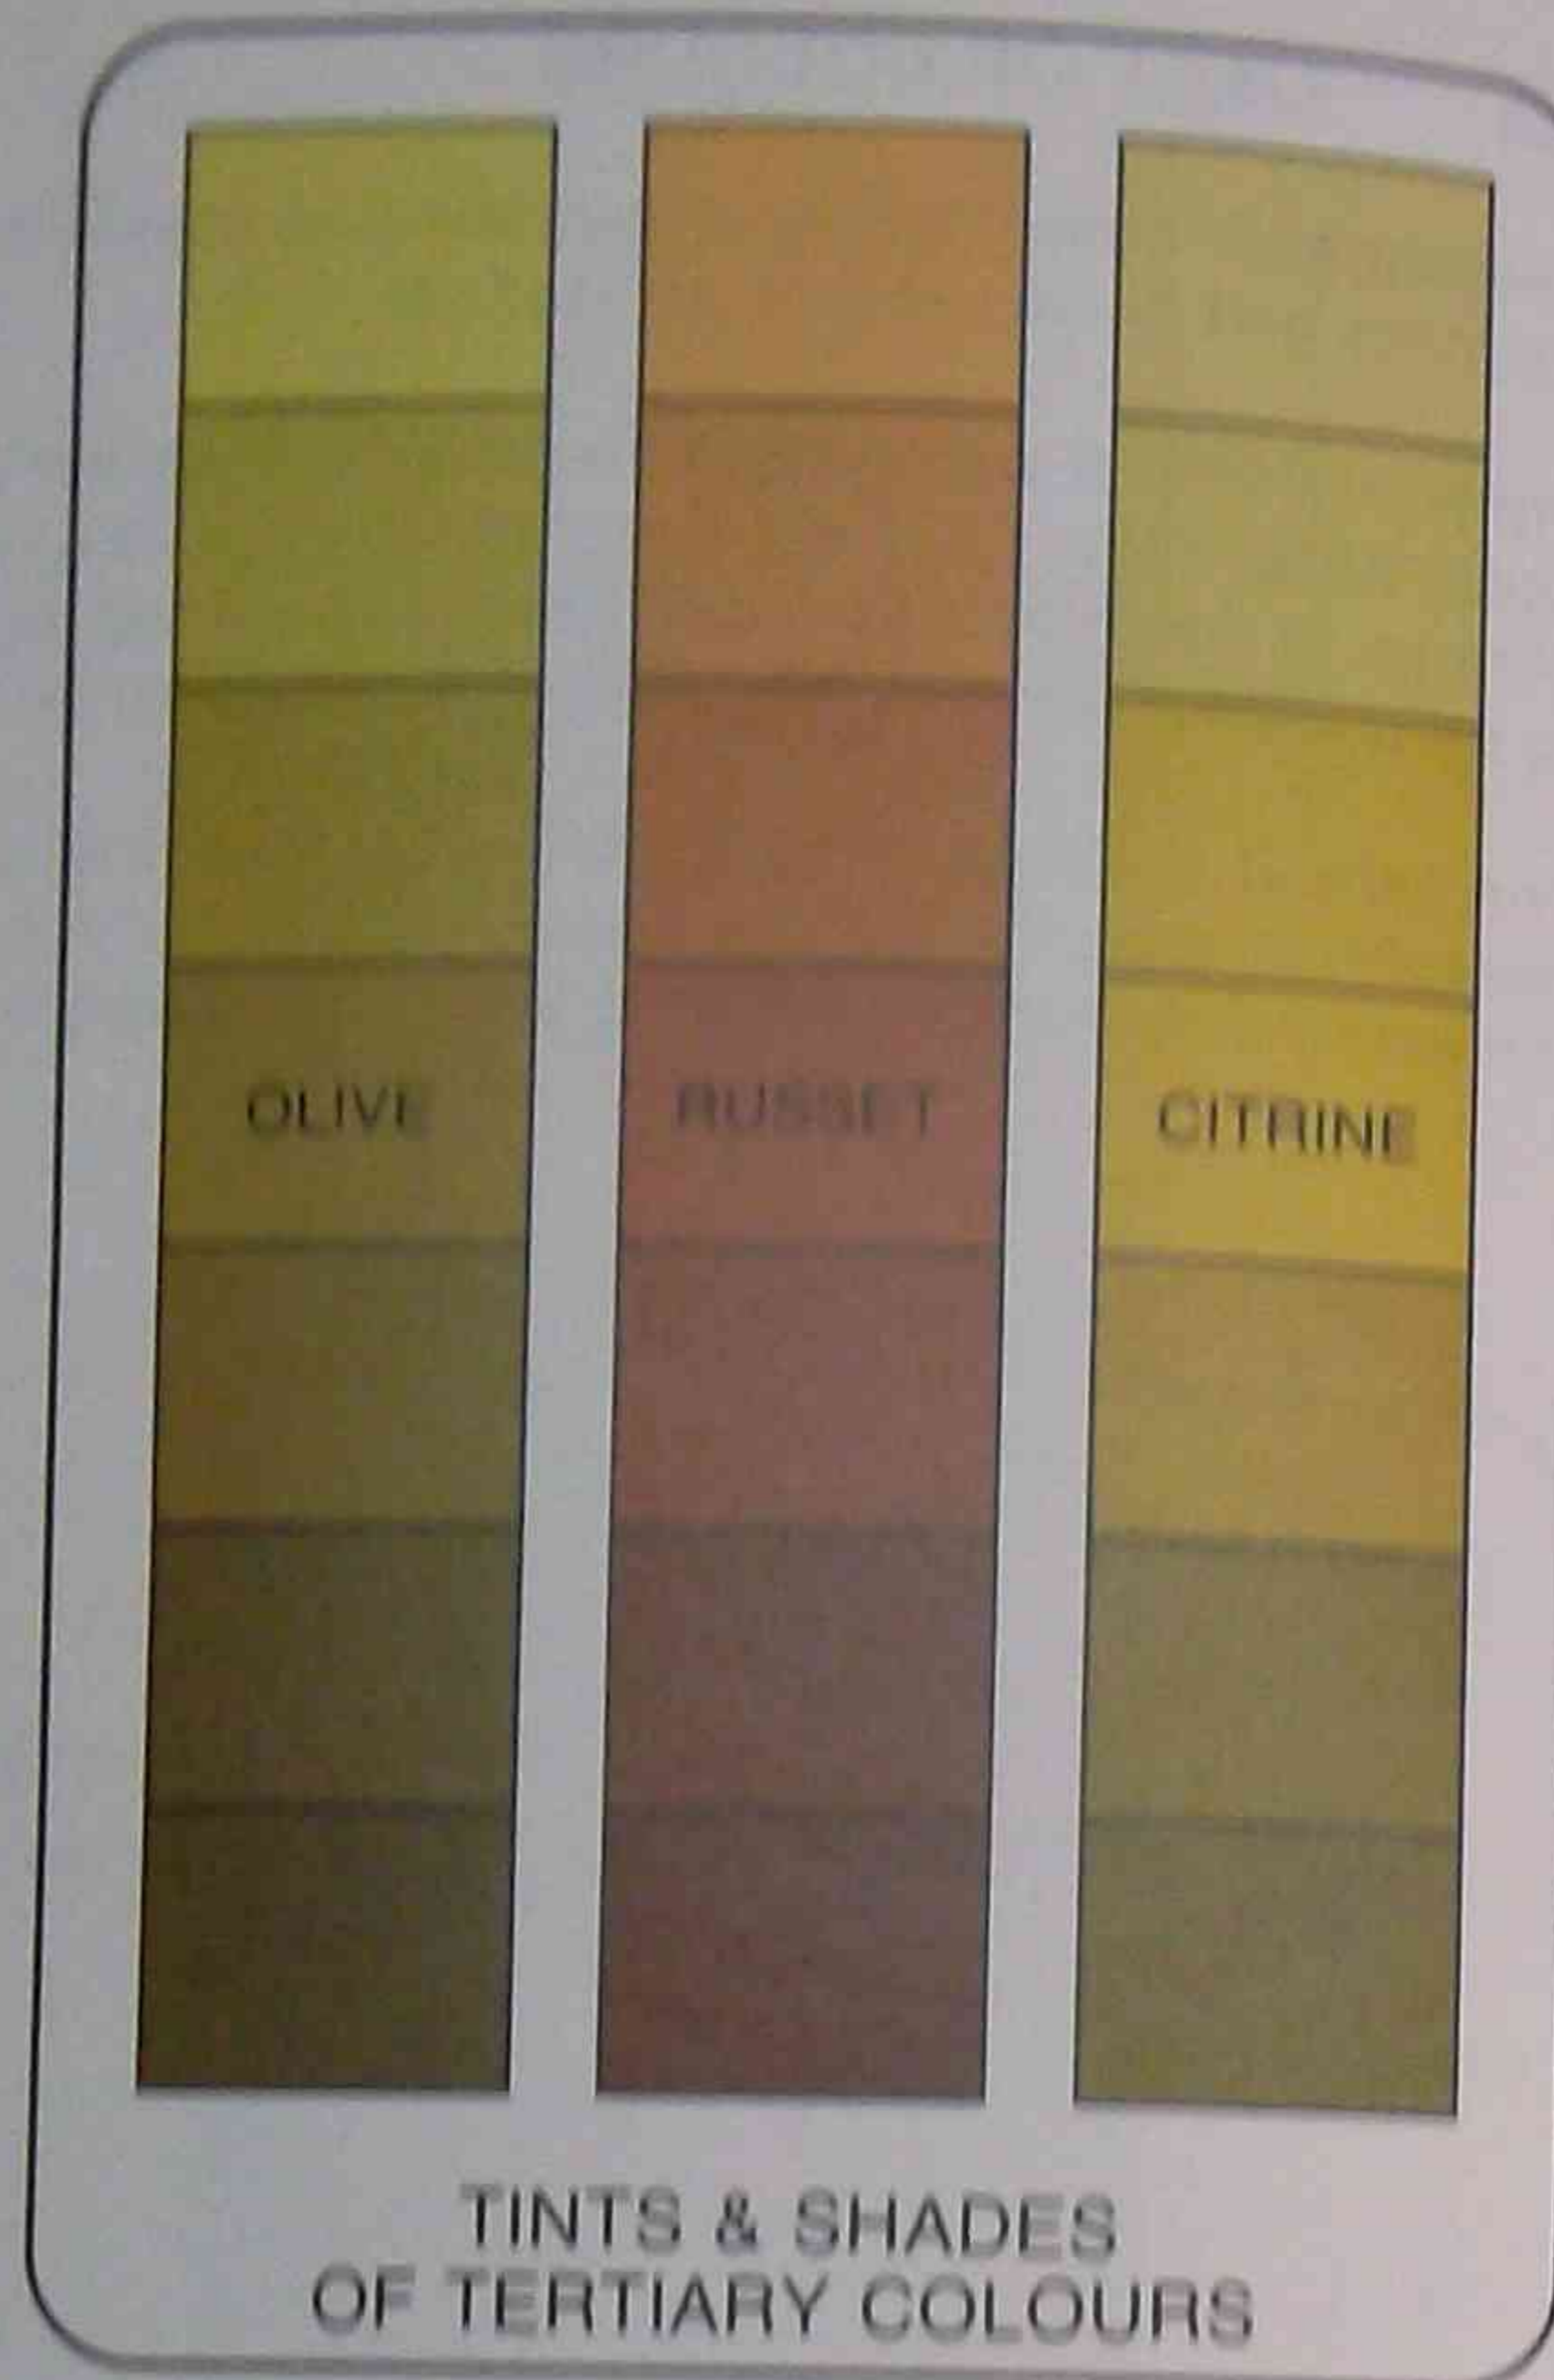 OLIVE
RUSSET
CITRINE
TINTS & SHADES
OF TERTIARY COLOURS